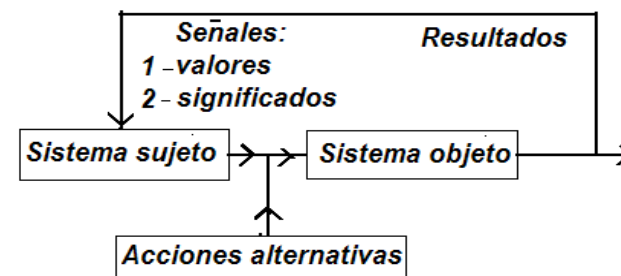 Señales:
Resultados
1 – valores
2 – significados
Sistema sujeto
Sistema objeto
Acciones alternativas